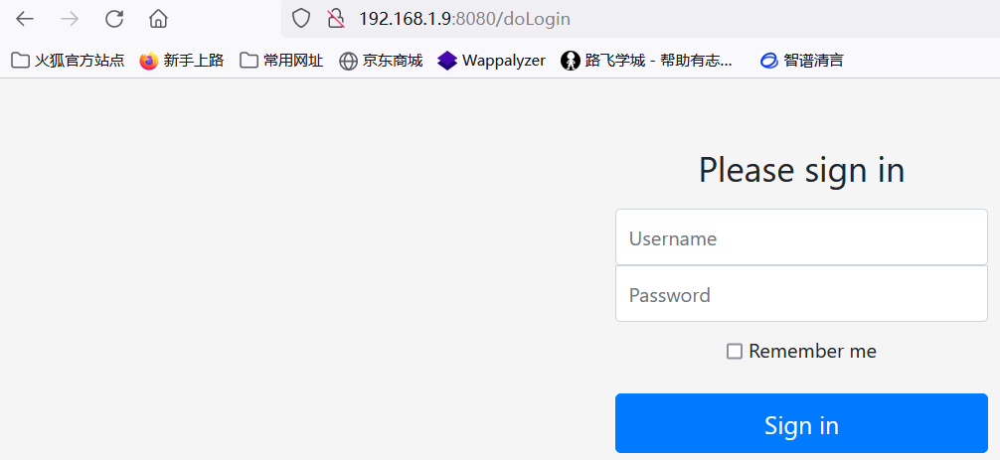 192.168.1.9:8080/doLogin
火狐官方站点 新手上路 常用网址 京东商城 Wappalyzer 路飞学城 - 帮助有志... 智谱清言
Please sign in
Username
Password
Remember me
Sign in